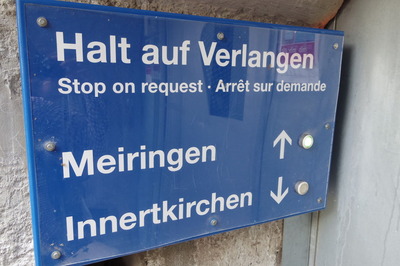 Halt auf Verlangen
Stop on request · Arrêt sur demande
Meiringen ↑
Innertkirchen ↓